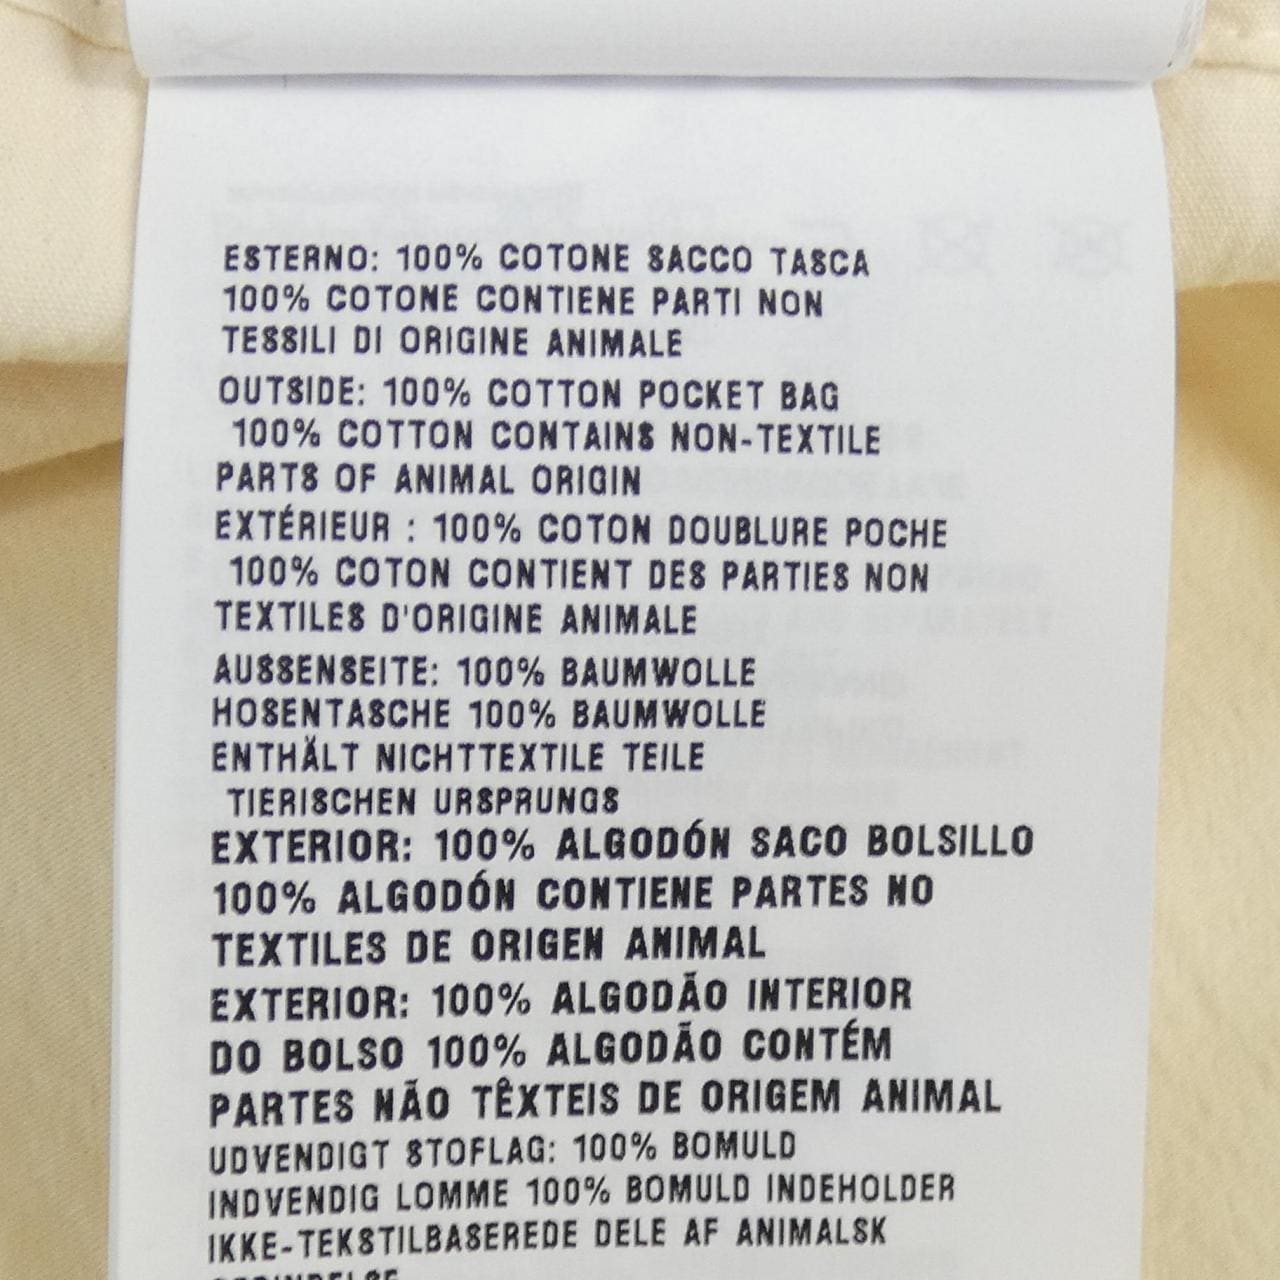 ESTERNO: 100% COTONE SACCO TASCA
100% COTONE CONTIENE PARTI NON
TESSILI DI ORIGINE ANIMALE
OUTSIDE: 100% COTTON POCKET BAG
100% COTTON CONTAINS NON-TEXTILE
PARTS OF ANIMAL ORIGIN
EXTÉRIEUR : 100% COTON DOUBLURE POCHE
100% COTON CONTIENT DES PARTIES NON
TEXTILES D'ORIGINE ANIMALE
AUSSENSEITE: 100% BAUMWOLLE
HOSENTASCHE 100% BAUMWOLLE
ENTHÄLT NICHTTEXTILE TEILE
TIERISCHEN URSPRUNGS
EXTERIOR: 100% ALGODÓN SACO BOLSILLO
100% ALGODÓN CONTIENE PARTES NO
TEXTILES DE ORIGEN ANIMAL
EXTERIOR: 100% ALGODÃO INTERIOR
DO BOLSO 100% ALGODÃO CONTÉM
PARTES NÃO TÊXTEIS DE ORIGEM ANIMAL
UDVENDIGT STOFLAG: 100% BOMULD
INDVENDIG LOMME 100% BOMULD INDEHOLDER
IKKE-TEKSTILBASEREDE DELE AF ANIMALSK